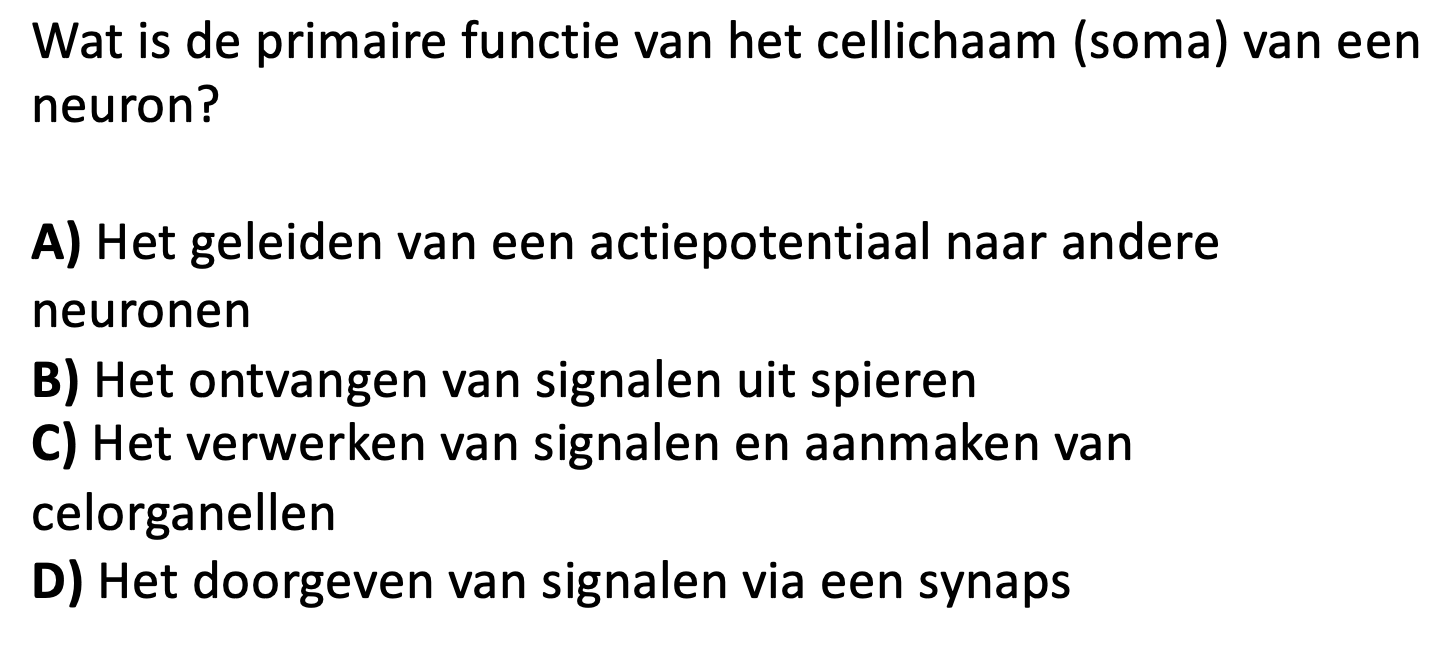 Wat is de primaire functie van het cellichaam (soma) van een
neuron?
A) Het geleiden van een actiepotentiaal naar andere
neuronen
B) Het ontvangen van signalen uit spieren
C) Het verwerken van signalen en aanmaken van
celorganellen
D) Het doorgeven van signalen via een synaps